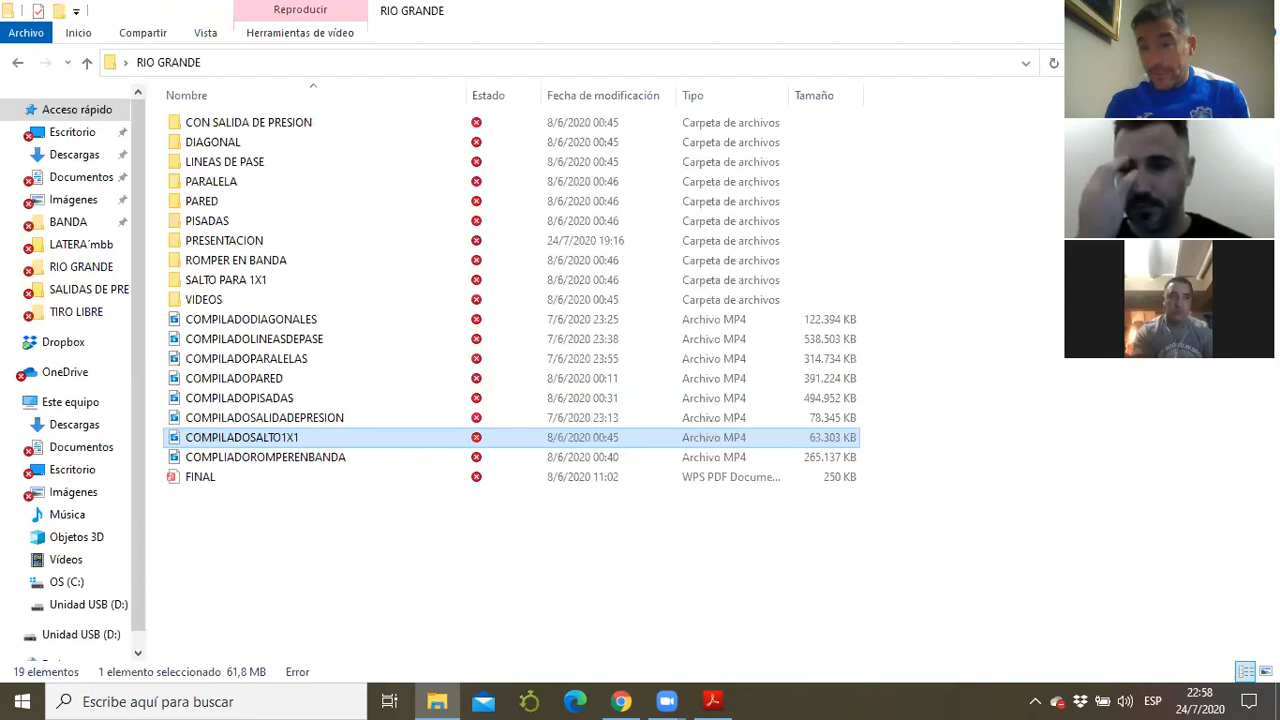 Reproducir
RIO GRANDE
Archivo Inicio Compartir Vista Herramientas de vídeo
RIO GRANDE
Nombre Estado Fecha de modificación Tipo Tamaño
Acceso rápido
Escritorio
Descargas
Documentos
Imágenes
BANDA
LATERA´mbb
RIO GRANDE
SALIDAS DE PRE
TIRO LIBRE
Dropbox
OneDrive
Este equipo
Descargas
Documentos
Escritorio
Imágenes
Música
Objetos 3D
Vídeos
OS (C:)
Unidad USB (D:)
Unidad USB (D:)
CON SALIDA DE PRESION 8/6/2020 00:45 Carpeta de archivos
DIAGONAL 8/6/2020 00:45 Carpeta de archivos
LINEAS DE PASE 8/6/2020 00:45 Carpeta de archivos
PARALELA 8/6/2020 00:46 Carpeta de archivos
PARED 8/6/2020 00:46 Carpeta de archivos
PISADAS 8/6/2020 00:46 Carpeta de archivos
PRESENTACION 24/7/2020 19:16 Carpeta de archivos
ROMPER EN BANDA 8/6/2020 00:46 Carpeta de archivos
SALTO PARA 1X1 8/6/2020 00:46 Carpeta de archivos
VIDEOS 8/6/2020 00:45 Carpeta de archivos
COMPILADODIAGONALES 7/6/2020 23:25 Archivo MP4 122.394 KB
COMPILADOLINEASDEPASE 7/6/2020 23:38 Archivo MP4 538.503 KB
COMPILADOPARALELAS 7/6/2020 23:55 Archivo MP4 314.734 KB
COMPILADOPARED 8/6/2020 00:11 Archivo MP4 391.224 KB
COMPILADOPISADAS 8/6/2020 00:31 Archivo MP4 494.952 KB
COMPILADOSALIDADEPRESION 7/6/2020 23:13 Archivo MP4 78.345 KB
COMPILADOSALTO1X1 8/6/2020 00:45 Archivo MP4 63.303 KB
COMPLIADOROMPERENBANDA 8/6/2020 00:40 Archivo MP4 265.137 KB
FINAL 8/6/2020 11:02 WPS PDF Docume... 250 KB
19 elementos 1 elemento seleccionado 61,8 MB Error
Escribe aquí para buscar
ESP
22:58
24/7/2020